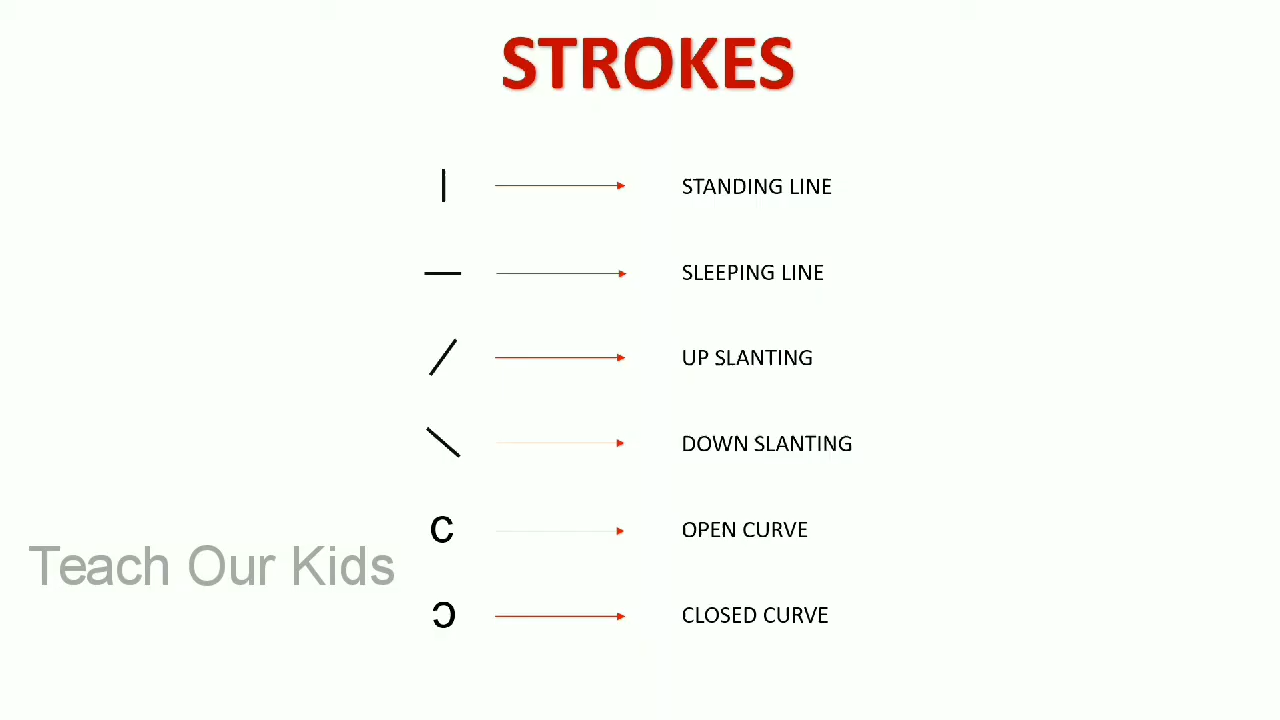 STROKES
| STANDING LINE
— SLEEPING LINE
/ UP SLANTING
\ DOWN SLANTING
C OPEN CURVE
Ɔ CLOSED CURVE
Teach Our Kids